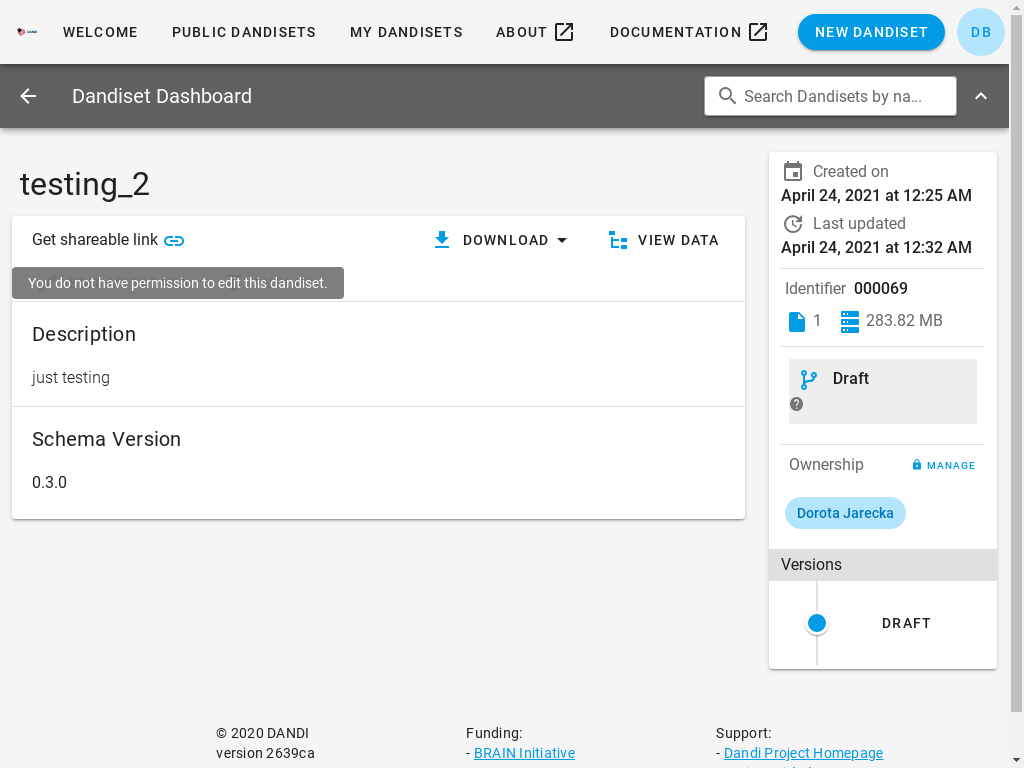 WELCOME
PUBLIC DANDISETS
MY DANDISETS
ABOUT
DOCUMENTATION
NEW DANDISET
DB
Dandiset Dashboard
Search Dandisets by na...
testing_2
Get shareable link
DOWNLOAD
VIEW DATA
You do not have permission to edit this dandiset.
Description
just testing
Schema Version
0.3.0
Created on
April 24, 2021 at 12:25 AM
Last updated
April 24, 2021 at 12:32 AM
Identifier 000069
1
283.82 MB
Draft
Ownership
MANAGE
Dorota Jarecka
Versions
DRAFT
© 2020 DANDI
version 2639ca
Funding:
- BRAIN Initiative
Support:
- Dandi Project Homepage